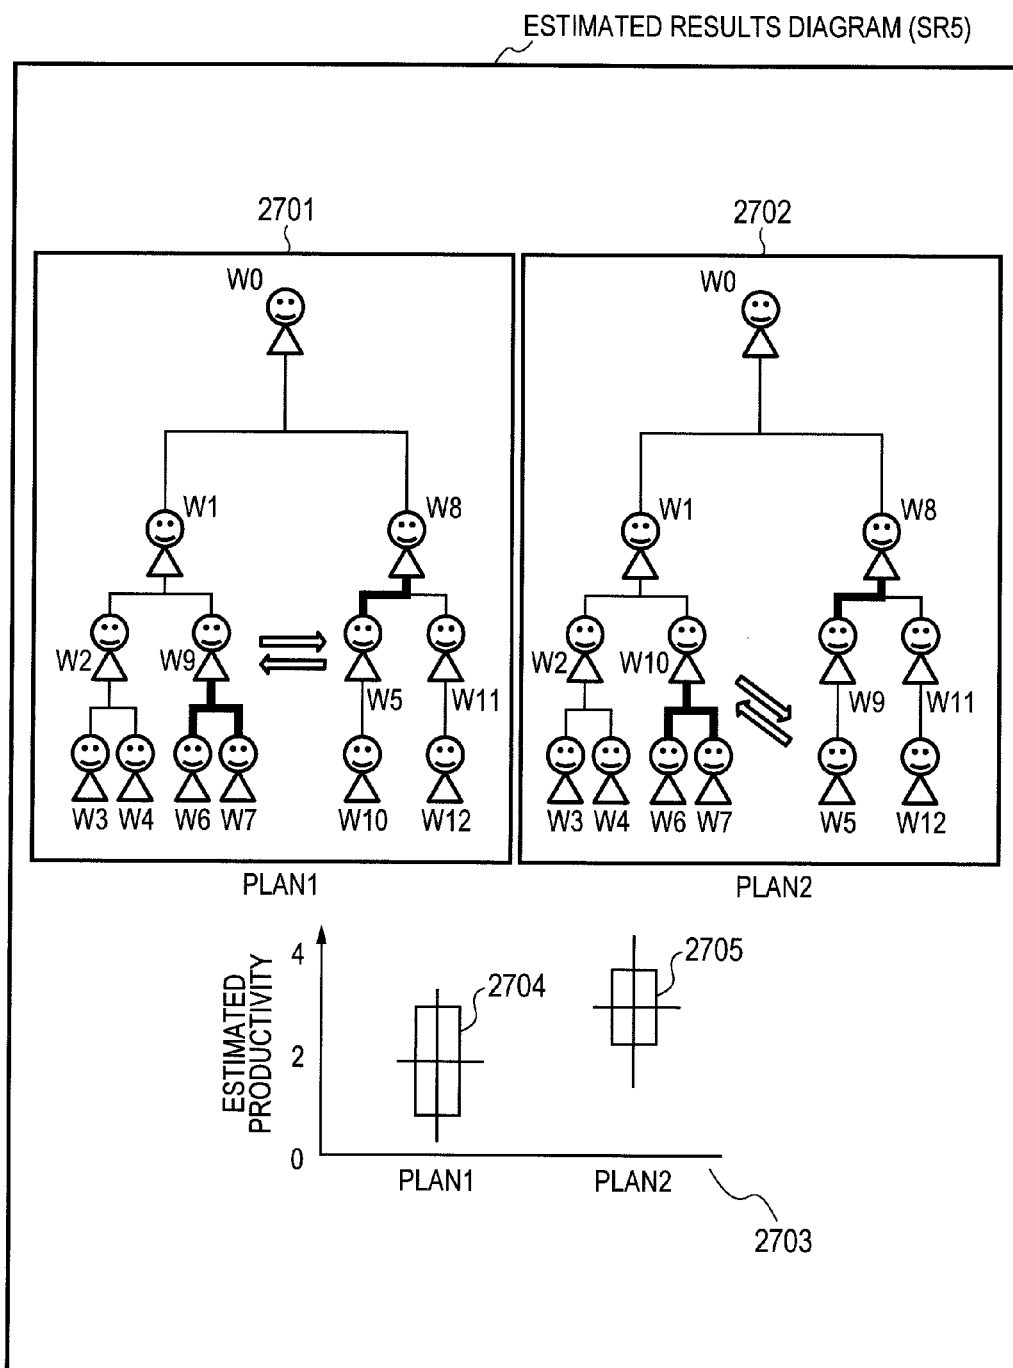 ESTIMATED RESULTS DIAGRAM (SR5)
2701
2702
W0
W0
W1
W8
W1
W8
W2
W9
W5
W11
W2
W10
W9
W11
W3
W4
W6
W7
W10
W12
W3
W4
W6
W7
W5
W12
PLAN1
PLAN2
ESTIMATED
PRODUCTIVITY
4
2
0
2704
2705
PLAN1
PLAN2
2703